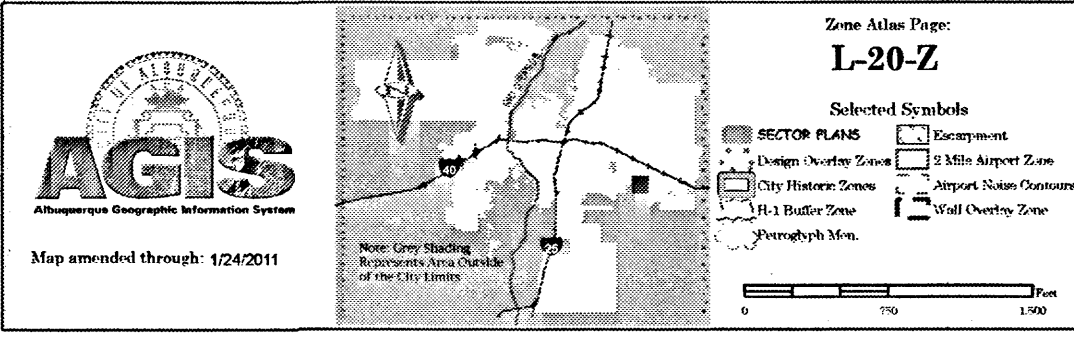 CITY OF ALBUQUERQUE
AGIS
Albuquerque Geographic Information System
Map amended through: 1/24/2011
40
25
Note: Grey Shading
Represents Area Outside
of the City Limits
Zone Atlas Page:
L-20-Z
Selected Symbols
SECTOR PLANS
Design Overlay Zones
City Historic Zones
H-1 Buffer Zone
Petroglyph Mon.
Escarpment
2 Mile Airport Zone
Airport Noise Contours
Wall Overlay Zone
Feet
0
750
1,500